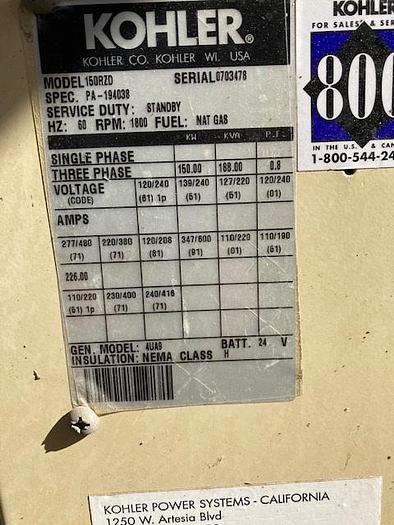 KOHLER®
KOHLER CO. KOHLER WI. USA
MODEL 150RZD SERIAL 0703478
SPEC. PA-194038
SERVICE DUTY: STANDBY
HZ: 60 RPM: 1800 FUEL: NAT GAS
KW KVA P.F.
SINGLE PHASE
THREE PHASE 150.00 188.00 0.8
VOLTAGE 120/240 139/240 127/220 120/240
(CODE) (61) 1p (51) (51) (01)
AMPS
277/480 220/380 120/208 347/600 110/220 110/190
(71) (71) (61) (91) (01) (61)
226.00
110/220 230/400 240/416
(61) 1p (71) (71)
GEN. MODEL: 4UA9 BATT. 24 V
INSULATION: NEMA CLASS H
KOHLER
FOR SALES & SER
800
IN THE U.S. & CAN
1-800-544-24
KOHLER POWER SYSTEMS - CALIFORNIA
1250 W. Artesia Blvd